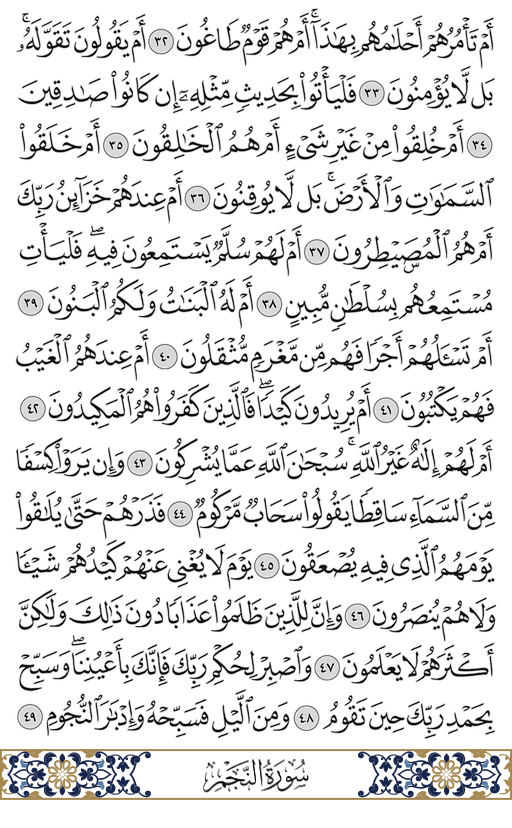 أَمْ تَأْمُرُهُمْ أَحْلَٰمُهُم بِهَٰذَآ ۚ أَمْ هُمْ قَوْمٌ طَاغُونَ ٣٢ أَمْ يَقُولُونَ تَقَوَّلَهُۥ ۚ
بَل لَّا يُؤْمِنُونَ ٣٣ فَلْيَأْتُوا۟ بِحَدِيثٍ مِّثْلِهِۦٓ إِن كَانُوا۟ صَٰدِقِينَ
٣٤ أَمْ خُلِقُوا۟ مِنْ غَيْرِ شَىْءٍ أَمْ هُمُ ٱلْخَٰلِقُونَ ٣٥ أَمْ خَلَقُوا۟
ٱلسَّمَٰوَٰتِ وَٱلْأَرْضَ ۚ بَل لَّا يُوقِنُونَ ٣٦ أَمْ عِندَهُمْ خَزَآئِنُ رَبِّكَ
أَمْ هُمُ ٱلْمُصَۣيْطِرُونَ ٣٧ أَمْ لَهُمْ سُلَّمٌ يَسْتَمِعُونَ فِيهِ ۖ فَلْيَأْتِ
مُسْتَمِعُهُم بِسُلْطَٰنٍ مُّبِينٍ ٣٨ أَمْ لَهُ ٱلْبَنَٰتُ وَلَكُمُ ٱلْبَنُونَ ٣٩
أَمْ تَسْـَٔلُهُمْ أَجْرًا فَهُم مِّن مَّغْرَمٍ مُّثْقَلُونَ ٤٠ أَمْ عِندَهُمُ ٱلْغَيْبُ
فَهُمْ يَكْتُبُونَ ٤١ أَمْ يُرِيدُونَ كَيْدًا ۖ فَٱلَّذِينَ كَفَرُوا۟ هُمُ ٱلْمَكِيدُونَ ٤٢
أَمْ لَهُمْ إِلَٰهٌ غَيْرُ ٱللَّهِ ۚ سُبْحَٰنَ ٱللَّهِ عَمَّا يُشْرِكُونَ ٤٣ وَإِن يَرَوْا۟ كِسْفًا
مِّنَ ٱلسَّمَآءِ سَاقِطًا يَقُولُوا۟ سَحَابٌ مَّرْكُومٌ ٤٤ فَذَرْهُمْ حَتَّىٰ يُلَٰقُوا۟
يَوْمَهُمُ ٱلَّذِى فِيهِ يُصْعَقُونَ ٤٥ يَوْمَ لَا يُغْنِى عَنْهُمْ كَيْدُهُمْ شَيْـًٔا
وَلَا هُمْ يُنصَرُونَ ٤٦ وَإِنَّ لِلَّذِينَ ظَلَمُوا۟ عَذَابًا دُونَ ذَٰلِكَ وَلَٰكِنَّ
أَكْثَرَهُمْ لَا يَعْلَمُونَ ٤٧ وَٱصْبِرْ لِحُكْمِ رَبِّكَ فَإِنَّكَ بِأَعْيُنِنَا ۖ وَسَبِّحْ
بِحَمْدِ رَبِّكَ حِينَ تَقُومُ ٤٨ وَمِنَ ٱلَّيْلِ فَسَبِّحْهُ وَإِدْبَٰرَ ٱلنُّجُومِ ٤٩
سُورَةُ النَّجْمِ